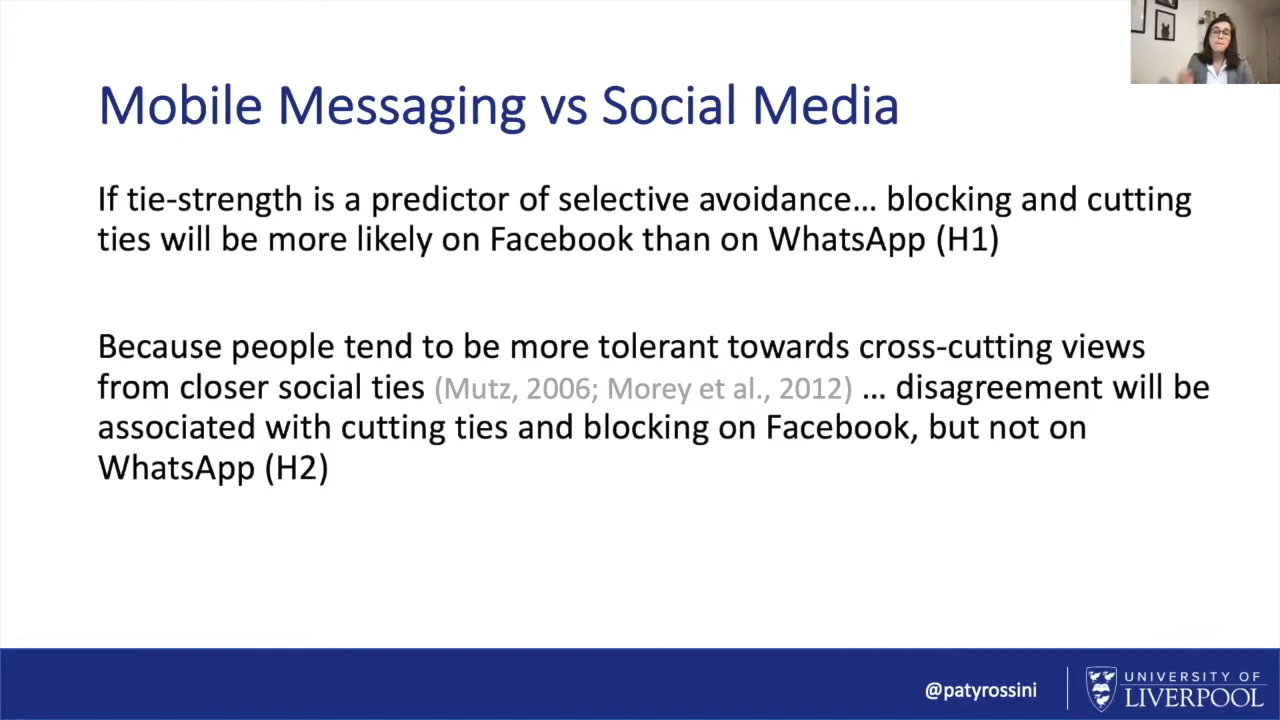 Mobile Messaging vs Social Media
If tie-strength is a predictor of selective avoidance... blocking and cutting
ties will be more likely on Facebook than on WhatsApp (H1)
Because people tend to be more tolerant towards cross-cutting views
from closer social ties (Mutz, 2006; Morey et al., 2012) ... disagreement will be
associated with cutting ties and blocking on Facebook, but not on
WhatsApp (H2)
@patyrossini
UNIVERSITY OF
LIVERPOOL